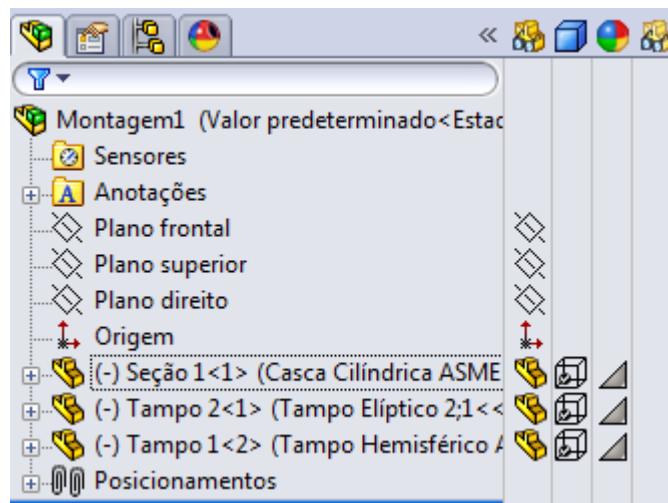 Montagem1 (Valor predeterminado<Estad
Sensores
Anotações
Plano frontal
Plano superior
Plano direito
Origem
(-) Seção 1<1> (Casca Cilíndrica ASME
(-) Tampo 2<1> (Tampo Elíptico 2;1<<
(-) Tampo 1<2> (Tampo Hemisférico A
Posicionamentos